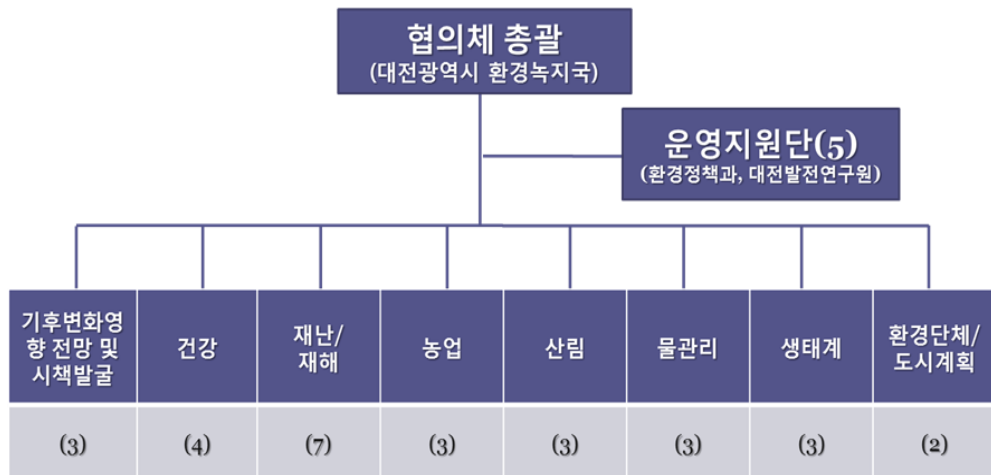 협의체 총괄
(대전광역시 환경녹지국)
운영지원단(5)
(환경정책과, 대전발전연구원)
기후변화영
향 전망 및
시책발굴
건강
재난/
재해
농업
산림
물관리
생태계
환경단체/
도시계획
(3)
(4)
(7)
(3)
(3)
(3)
(3)
(2)